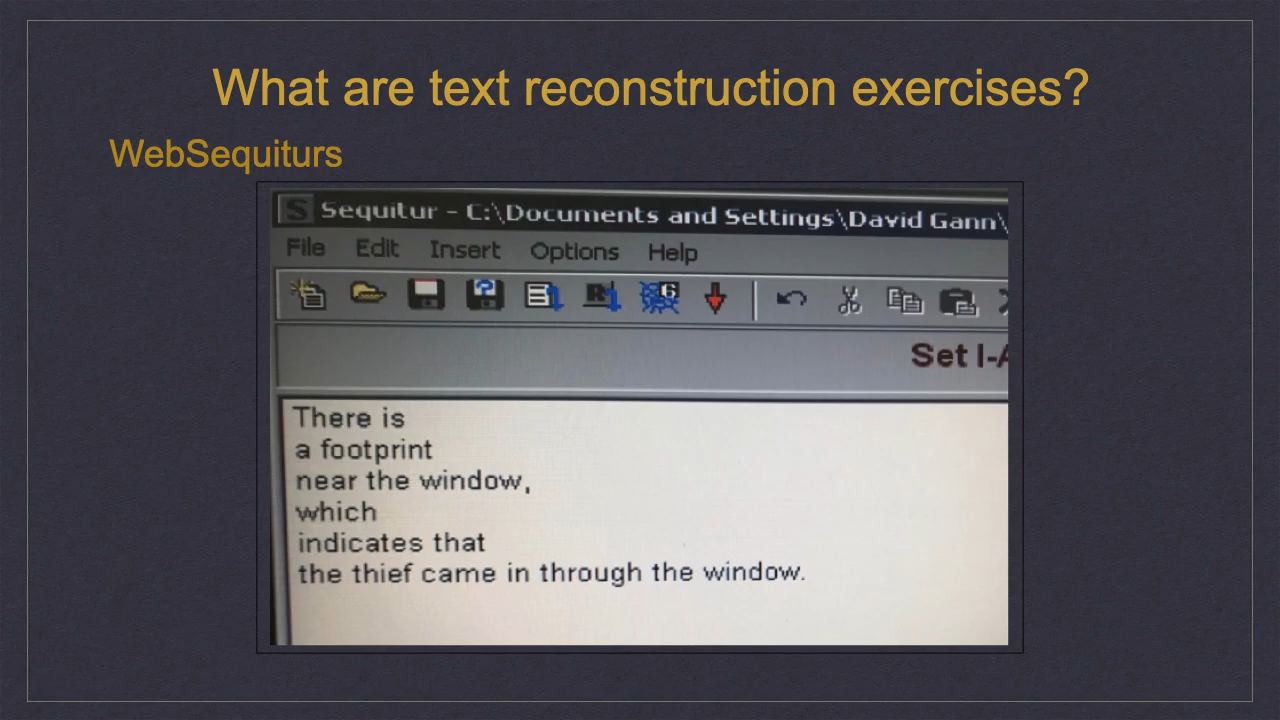 What are text reconstruction exercises?
WebSequiturs
Sequitur - C:\Documents and Settings\David Gann\
File Edit Insert Options Help
Set I-A
There is
a footprint
near the window,
which
indicates that
the thief came in through the window.